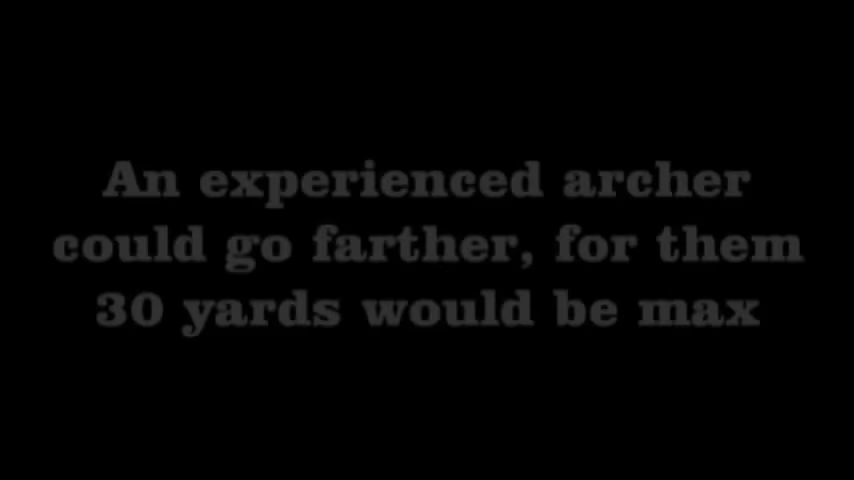 An experienced archer
could go farther, for them
30 yards would be max